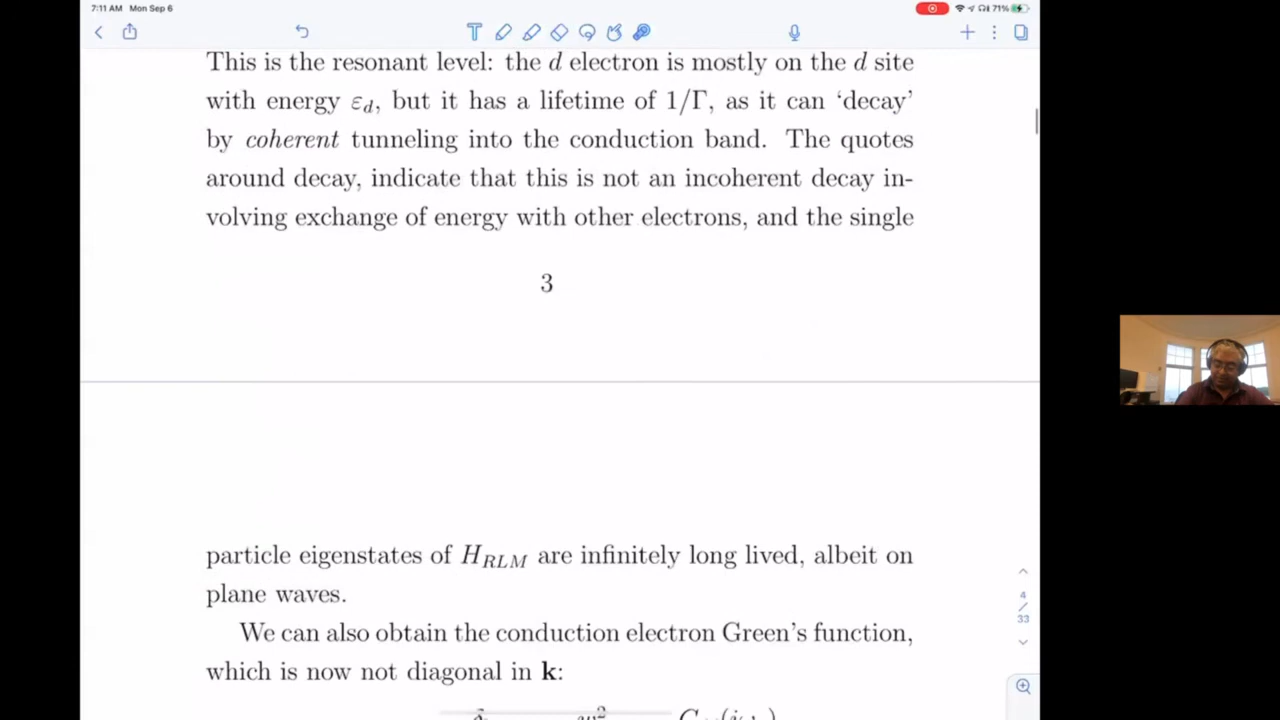 7:11 AM Mon Sep 6
71%
This is the resonant level: the d electron is mostly on the d site
with energy ε_d, but it has a lifetime of 1/Γ, as it can ‘decay’
by coherent tunneling into the conduction band. The quotes
around decay, indicate that this is not an incoherent decay in-
volving exchange of energy with other electrons, and the single
3
particle eigenstates of H_{RLM} are infinitely long lived, albeit on
plane waves.
4
/
33
We can also obtain the conduction electron Green’s function,
which is now not diagonal in k: